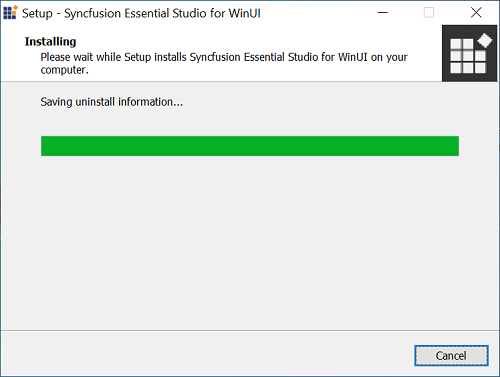 Setup - Syncfusion Essential Studio for WinUI
Installing
Please wait while Setup installs Syncfusion Essential Studio for WinUI on your
computer.
Saving uninstall information...
Cancel